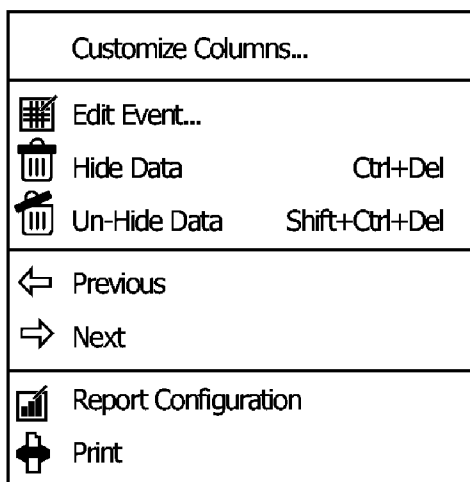 Customize Columns...
Edit Event...
Hide Data Ctrl+Del
Un-Hide Data Shift+Ctrl+Del
Previous
Next
Report Configuration
Print